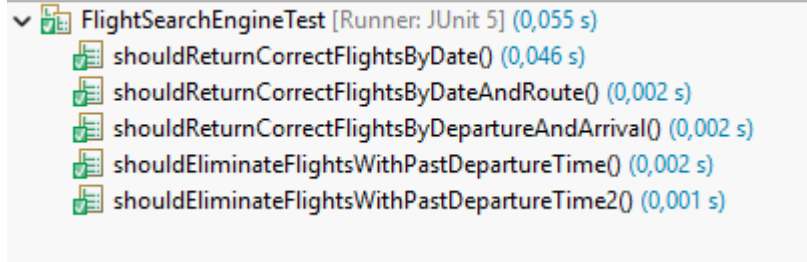 FlightSearchEngineTest [Runner: JUnit 5] (0,055 s)
shouldReturnCorrectFlightsByDate() (0,046 s)
shouldReturnCorrectFlightsByDateAndRoute() (0,002 s)
shouldReturnCorrectFlightsByDepartureAndArrival() (0,002 s)
shouldEliminateFlightsWithPastDepartureTime() (0,002 s)
shouldEliminateFlightsWithPastDepartureTime2() (0,001 s)